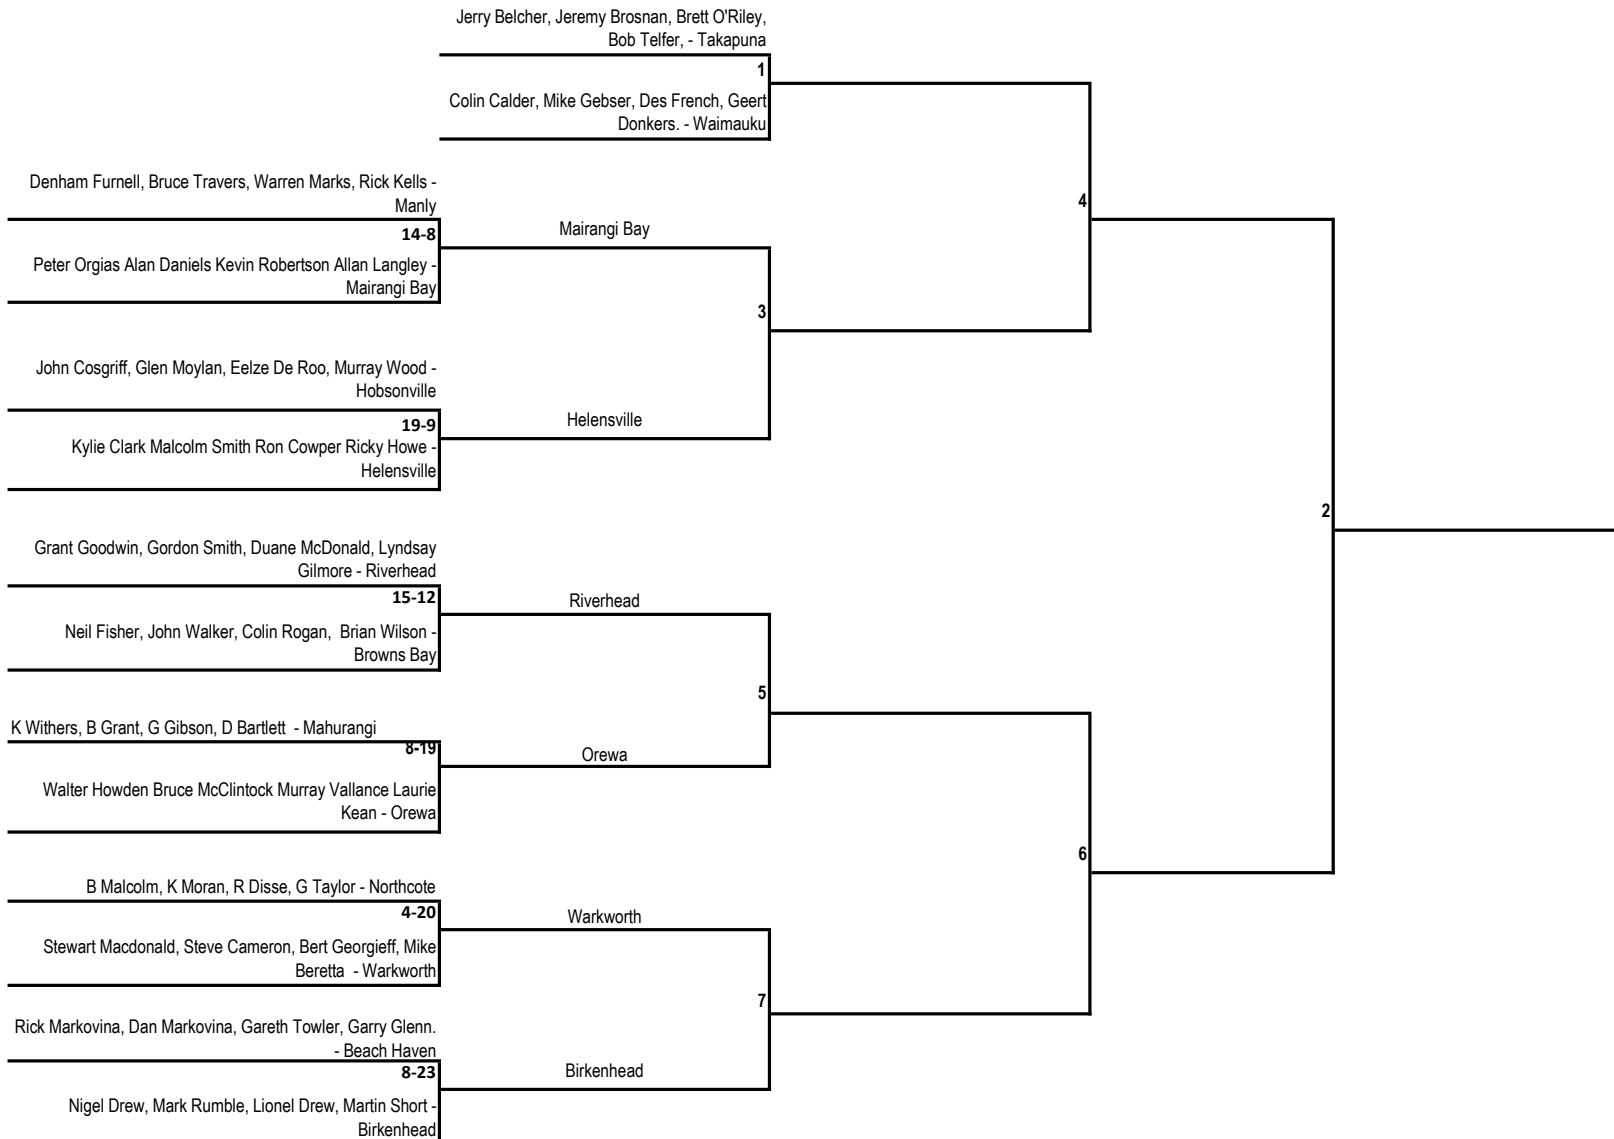 Jerry Belcher, Jeremy Brosnan, Brett O'Riley,
Bob Telfer, - Takapuna
1
Colin Calder, Mike Gebser, Des French, Geert
Donkers. - Waimauku
Denham Furnell, Bruce Travers, Warren Marks, Rick Kells -
Manly
4
14-8
Mairangi Bay
Peter Orgias Alan Daniels Kevin Robertson Allan Langley -
Mairangi Bay
3
John Cosgriff, Glen Moylan, Eelze De Roo, Murray Wood -
Hobsonville
19-9
Helensville
Kylie Clark Malcolm Smith Ron Cowper Ricky Howe -
Helensville
2
Grant Goodwin, Gordon Smith, Duane McDonald, Lyndsay
Gilmore - Riverhead
15-12
Riverhead
Neil Fisher, John Walker, Colin Rogan,  Brian Wilson -
Browns Bay
5
K Withers, B Grant, G Gibson, D Bartlett  - Mahurangi
8-19
Orewa
Walter Howden Bruce McClintock Murray Vallance Laurie
Kean - Orewa
6
B Malcolm, K Moran, R Disse, G Taylor - Northcote
4-20
Warkworth
Stewart Macdonald, Steve Cameron, Bert Georgieff, Mike
Beretta  - Warkworth
7
Rick Markovina, Dan Markovina, Gareth Towler, Garry Glenn.
- Beach Haven
8-23
Birkenhead
Nigel Drew, Mark Rumble, Lionel Drew, Martin Short -
Birkenhead